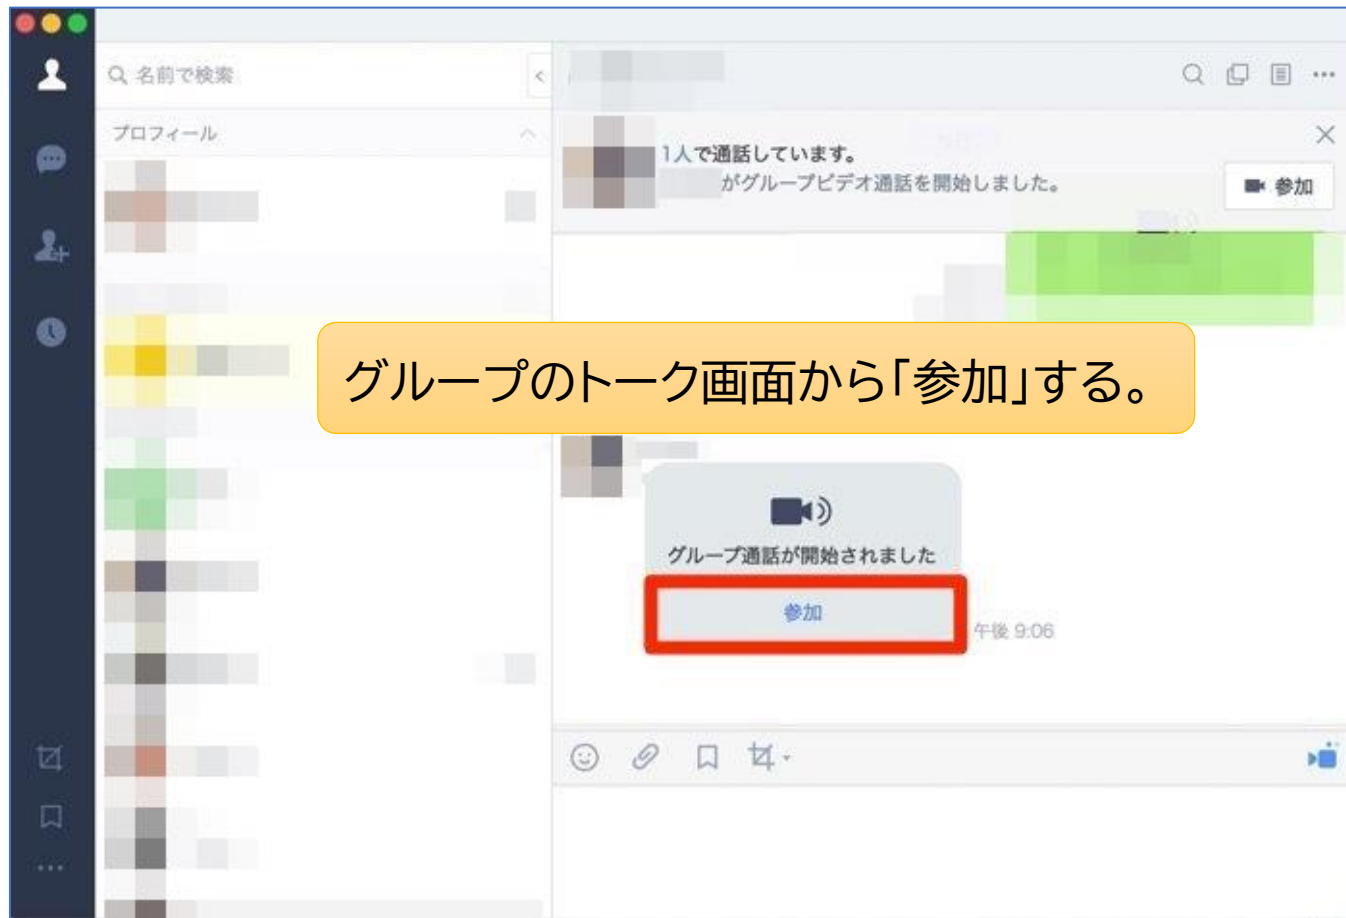 名前で検索
プロフィール
1人で通話しています。
がグループビデオ通話を開始しました。
参加
グループのトーク画面から「参加」する。
グループ通話が開始されました
参加
午後 9:06